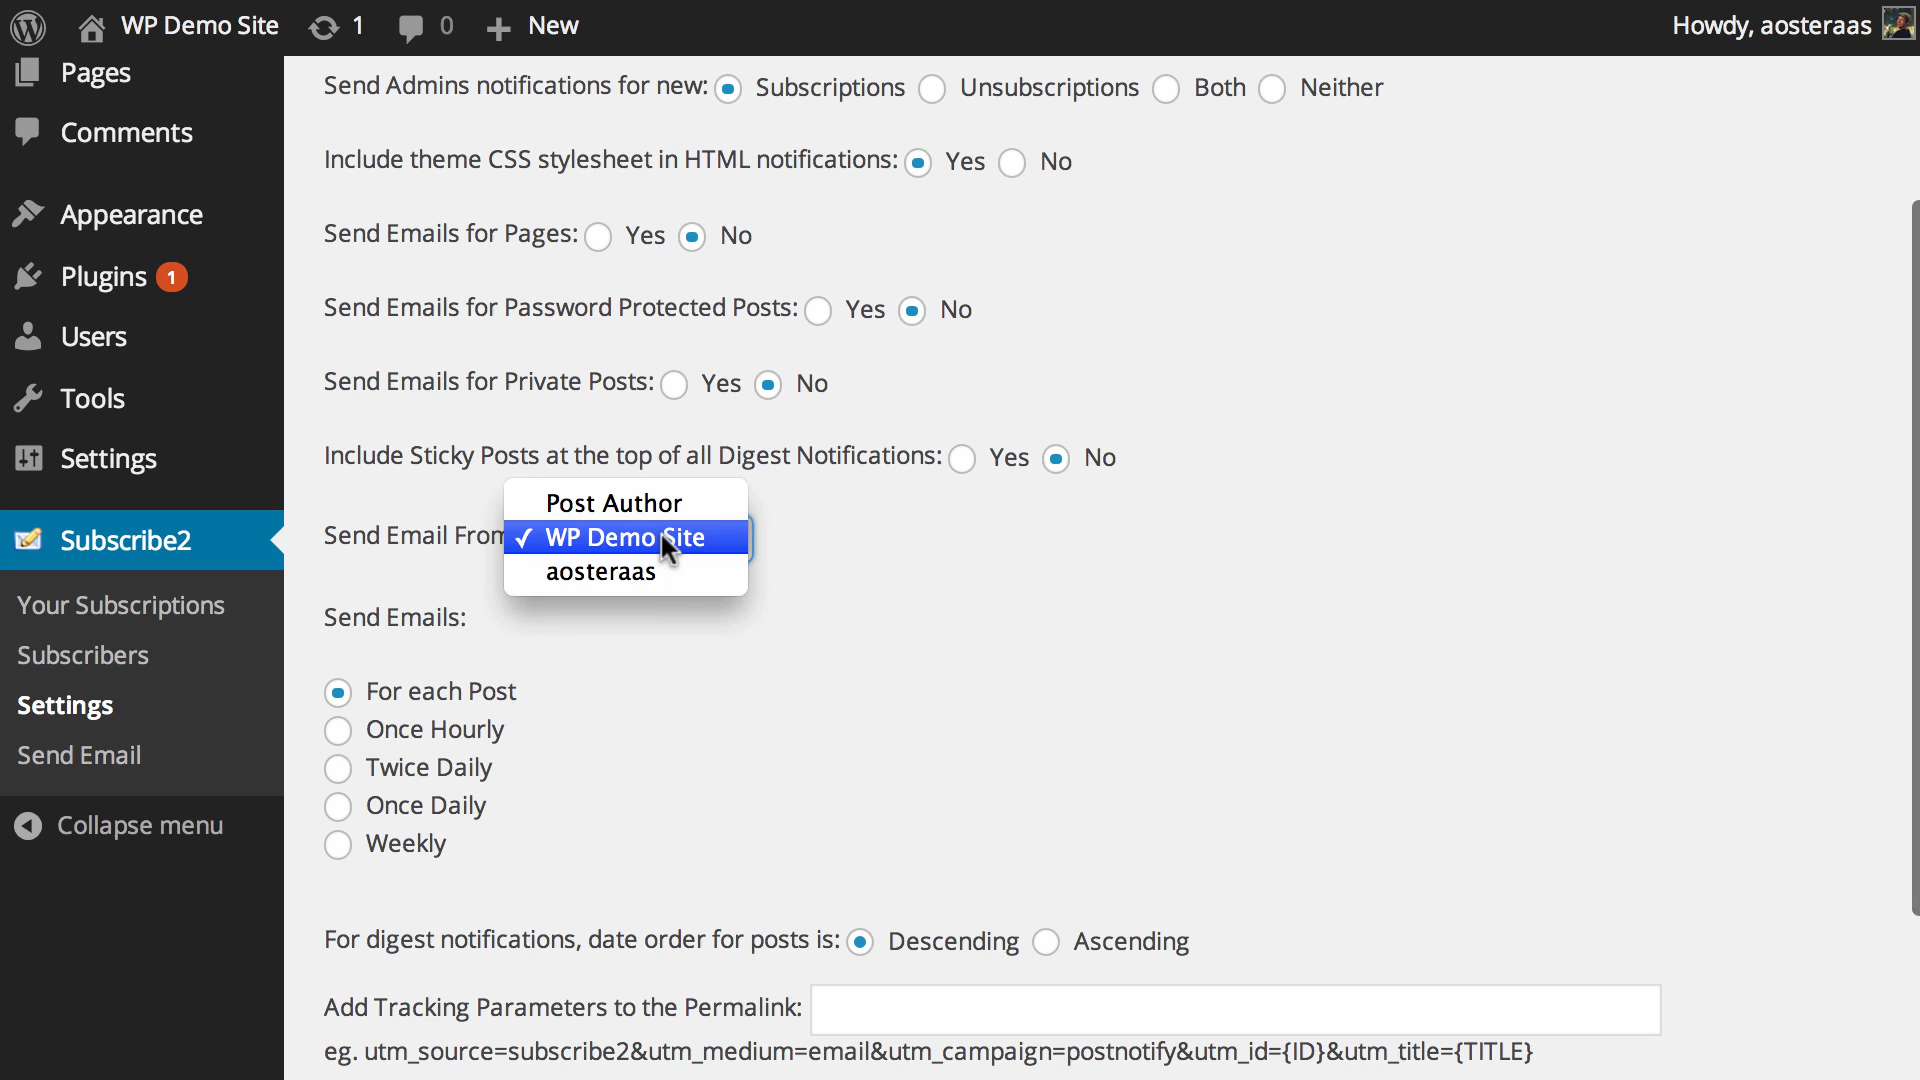 WP Demo Site 1 0 New Howdy, aosteraas
Pages
Comments
Appearance
Plugins 1
Users
Tools
Settings
Subscribe2
Your Subscriptions
Subscribers
Settings
Send Email
Collapse menu
Send Admins notifications for new: Subscriptions Unsubscriptions Both Neither
Include theme CSS stylesheet in HTML notifications: Yes No
Send Emails for Pages: Yes No
Send Emails for Password Protected Posts: Yes No
Send Emails for Private Posts: Yes No
Include Sticky Posts at the top of all Digest Notifications: Yes No
Post Author
Send Email From ✓ WP Demo Site
aosteraas
Send Emails:
For each Post
Once Hourly
Twice Daily
Once Daily
Weekly
For digest notifications, date order for posts is: Descending Ascending
Add Tracking Parameters to the Permalink:
eg. utm_source=subscribe2&utm_medium=email&utm_campaign=postnotify&utm_id={ID}&utm_title={TITLE}